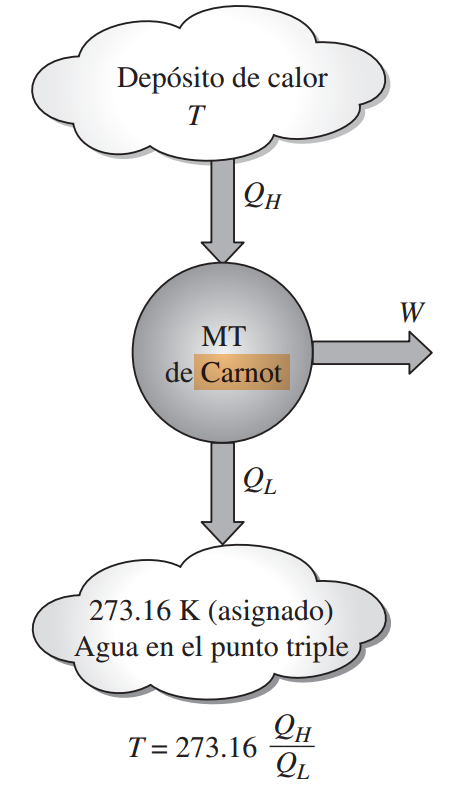 Depósito de calor
T
Q_H
MT
de Carnot
W
Q_L
273.16 K (asignado)
Agua en el punto triple
T = 273.16 Q_H / Q_L